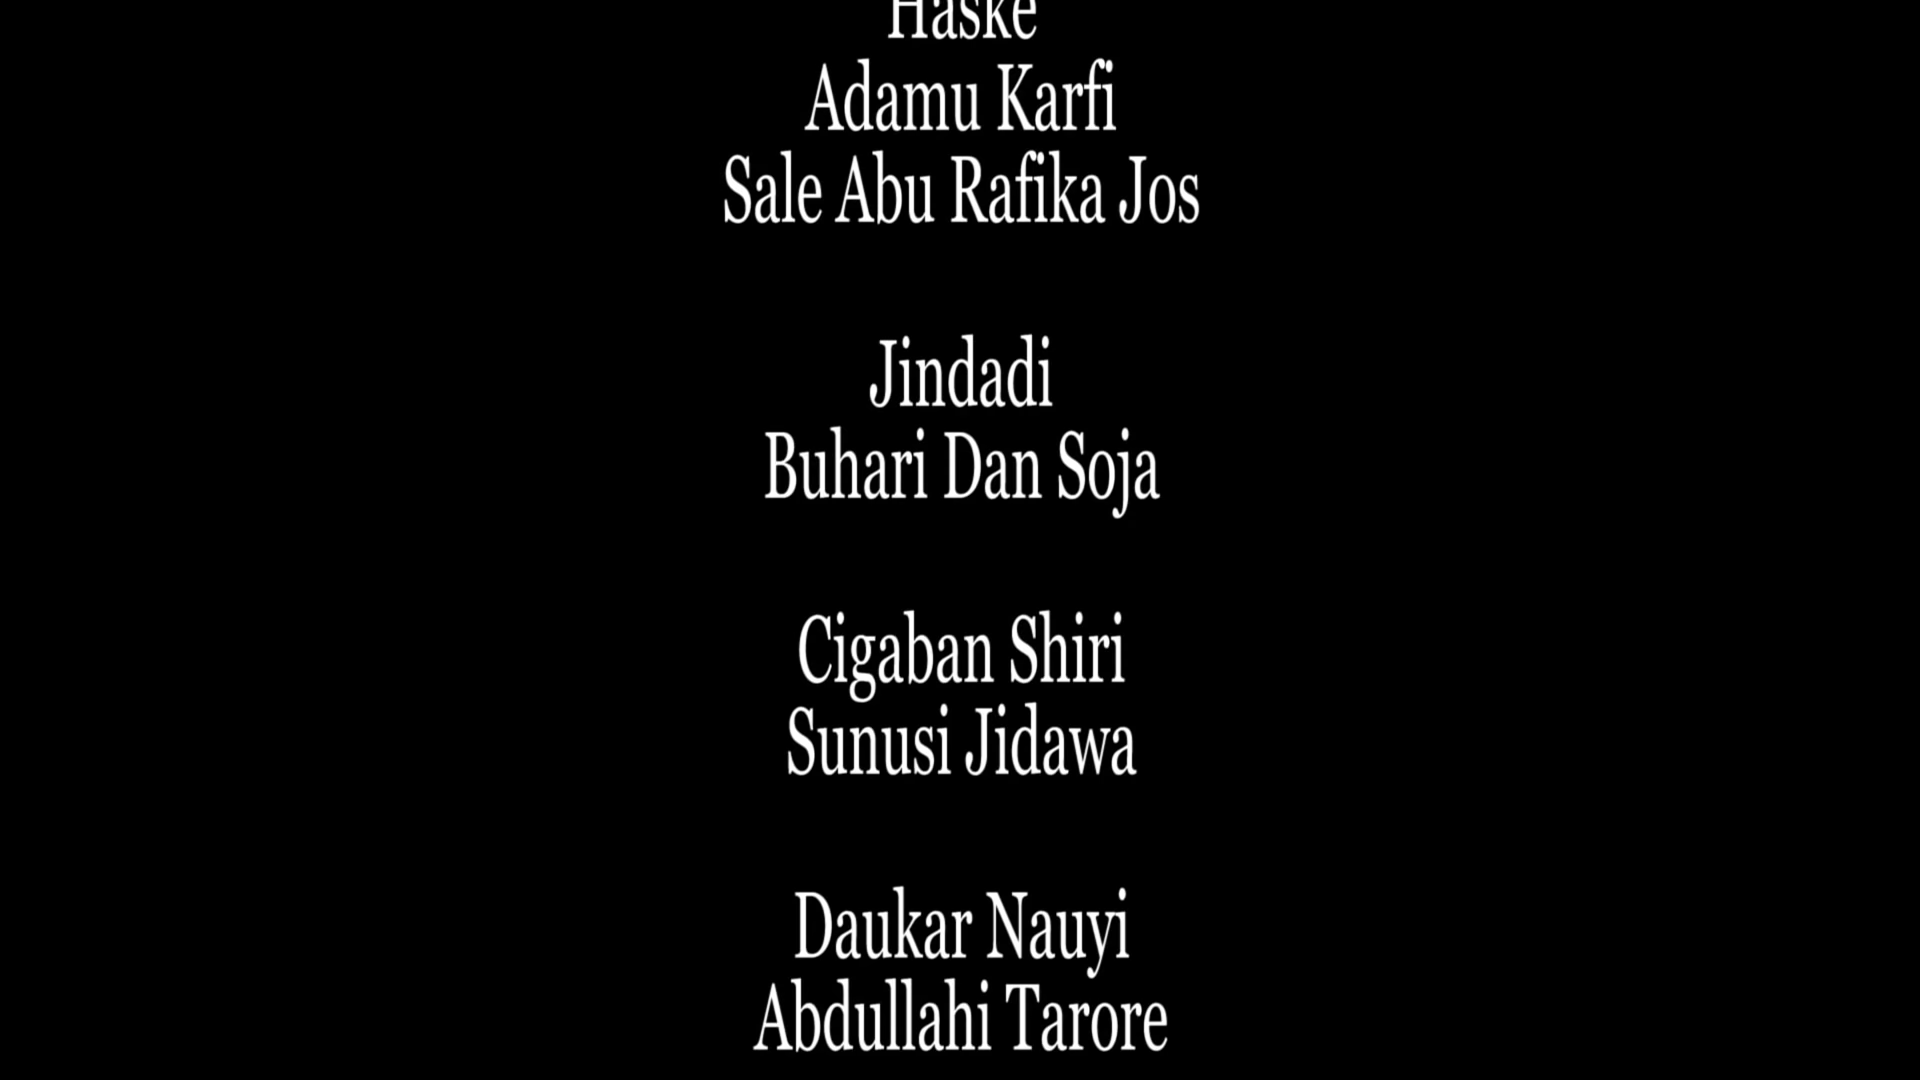 Haske
Adamu Karfi
Sale Abu Rafika Jos
Jindadi
Buhari Dan Soja
Cigaban Shiri
Sunusi Jidawa
Daukar Nauyi
Abdullahi Tarore